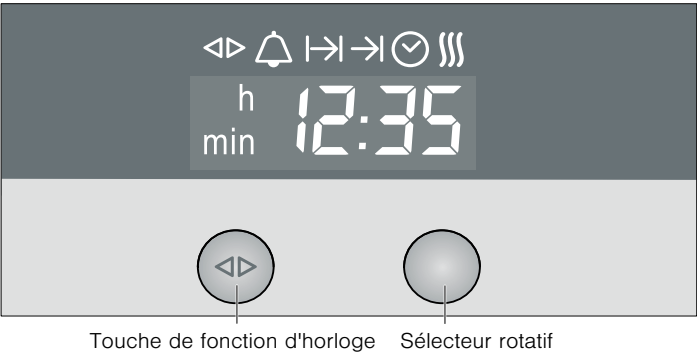 h
min
12:35
Touche de fonction d'horloge
Sélecteur rotatif